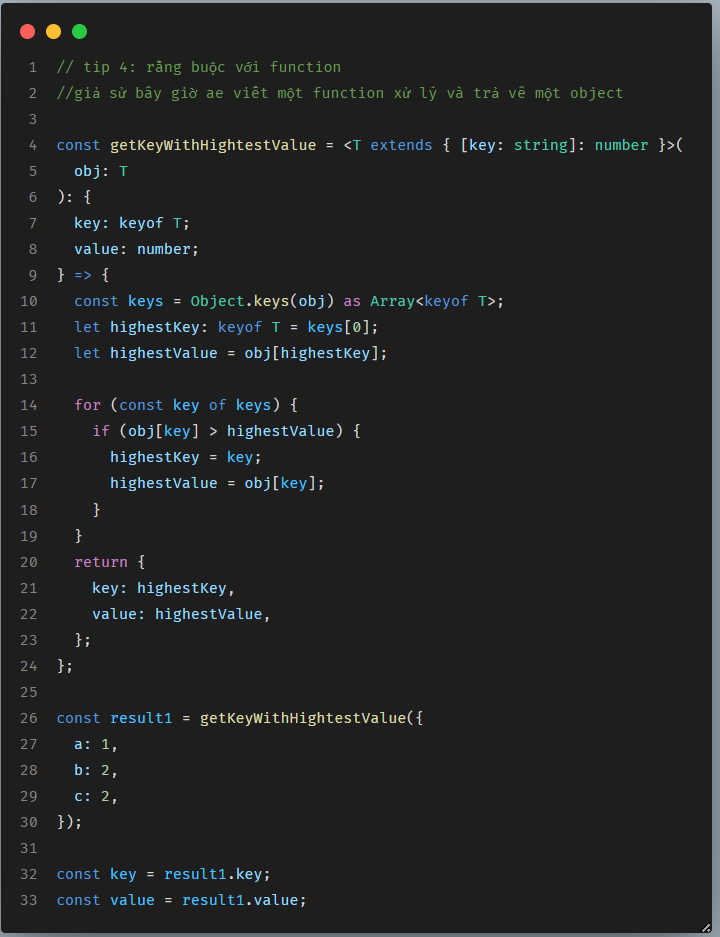 1 // tip 4: rằng buộc với function
2 //giả sử bây giờ ae viết một function xử lý và trả về một object
3
4 const getKeyWithHightestValue = <T extends { [key: string]: number }>(
5   obj: T
6 ): {
7   key: keyof T;
8   value: number;
9 } => {
10   const keys = Object.keys(obj) as Array<keyof T>;
11   let highestKey: keyof T = keys[0];
12   let highestValue = obj[highestKey];
13
14   for (const key of keys) {
15     if (obj[key] > highestValue) {
16       highestKey = key;
17       highestValue = obj[key];
18     }
19   }
20   return {
21     key: highestKey,
22     value: highestValue,
23   };
24 };
25
26 const result1 = getKeyWithHightestValue({
27   a: 1,
28   b: 2,
29   c: 2,
30 });
31
32 const key = result1.key;
33 const value = result1.value;